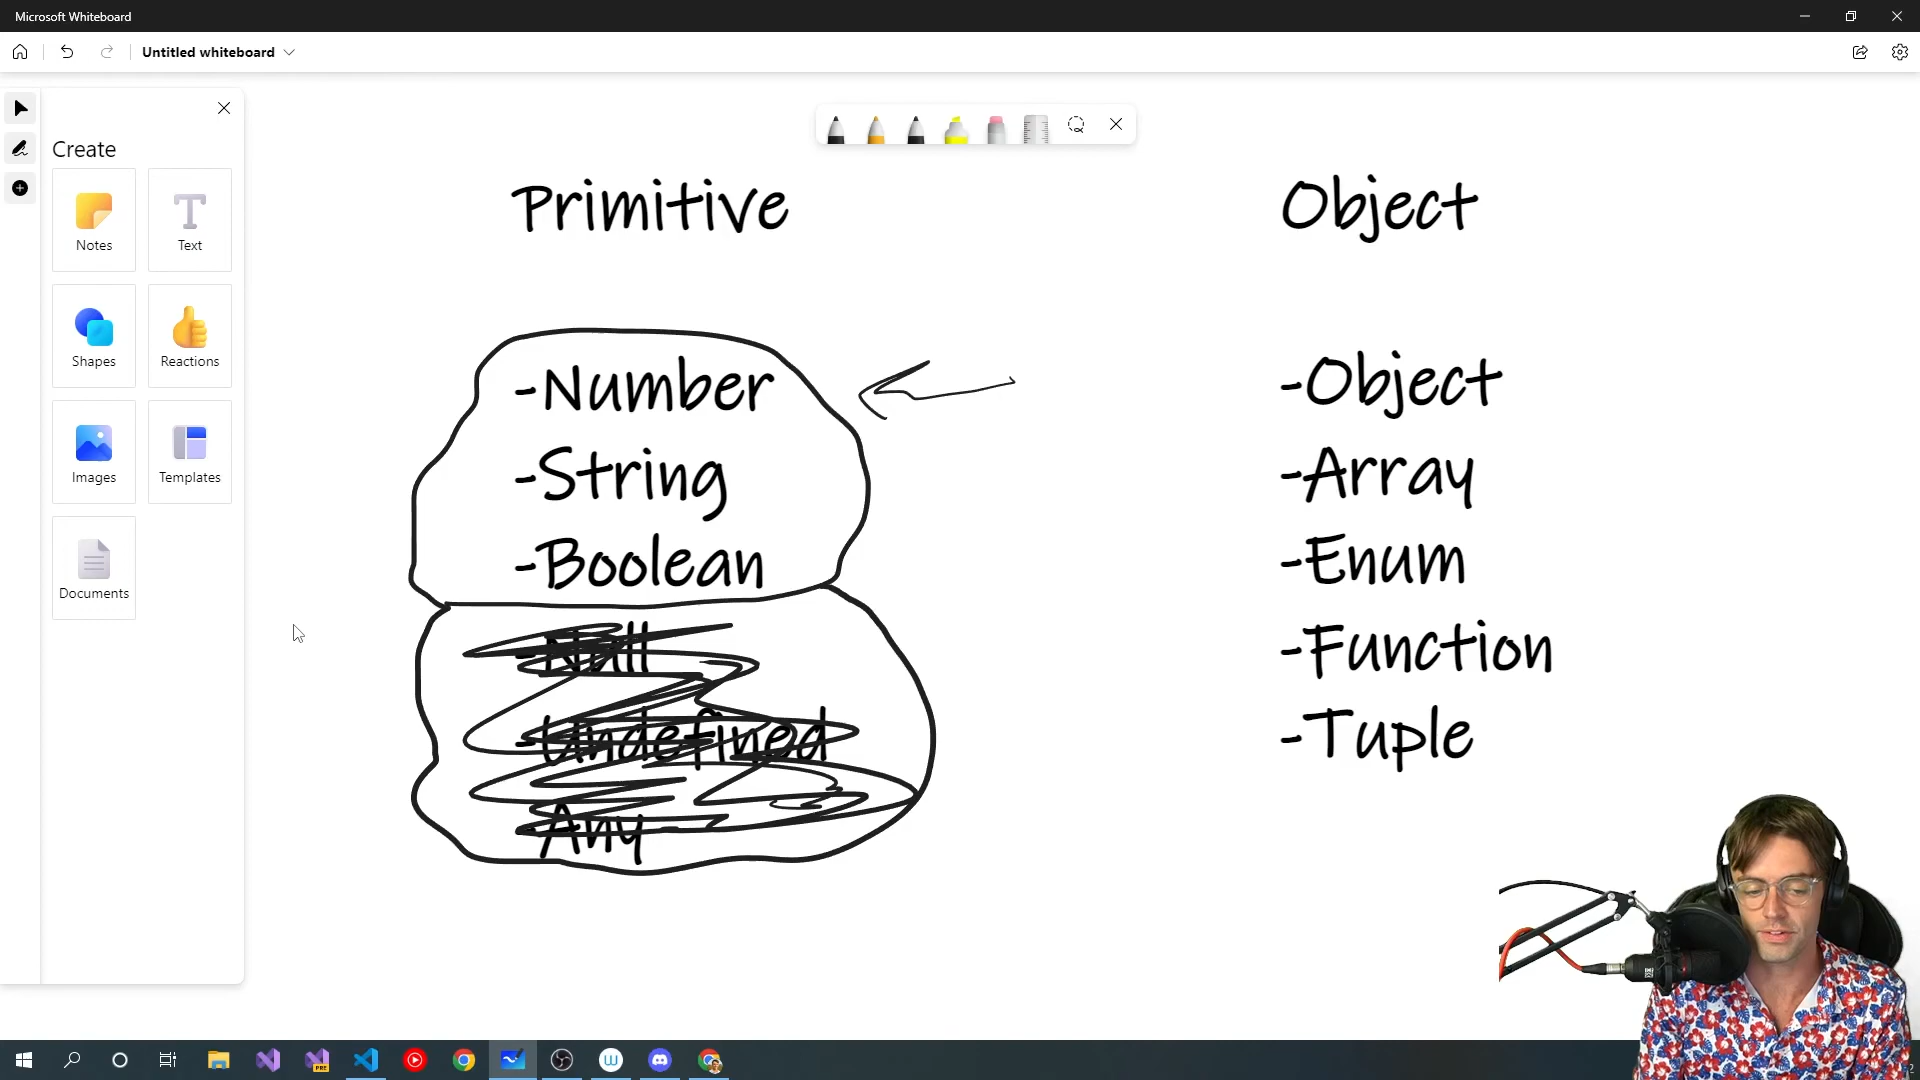 Microsoft Whiteboard
Untitled whiteboard
Create
Notes
Text
Shapes
Reactions
Images
Templates
Documents
Primitive
-Number
-String
-Boolean
-Null
-Undefined
-Any
Object
-Object
-Array
-Enum
-Function
-Tuple
PRE